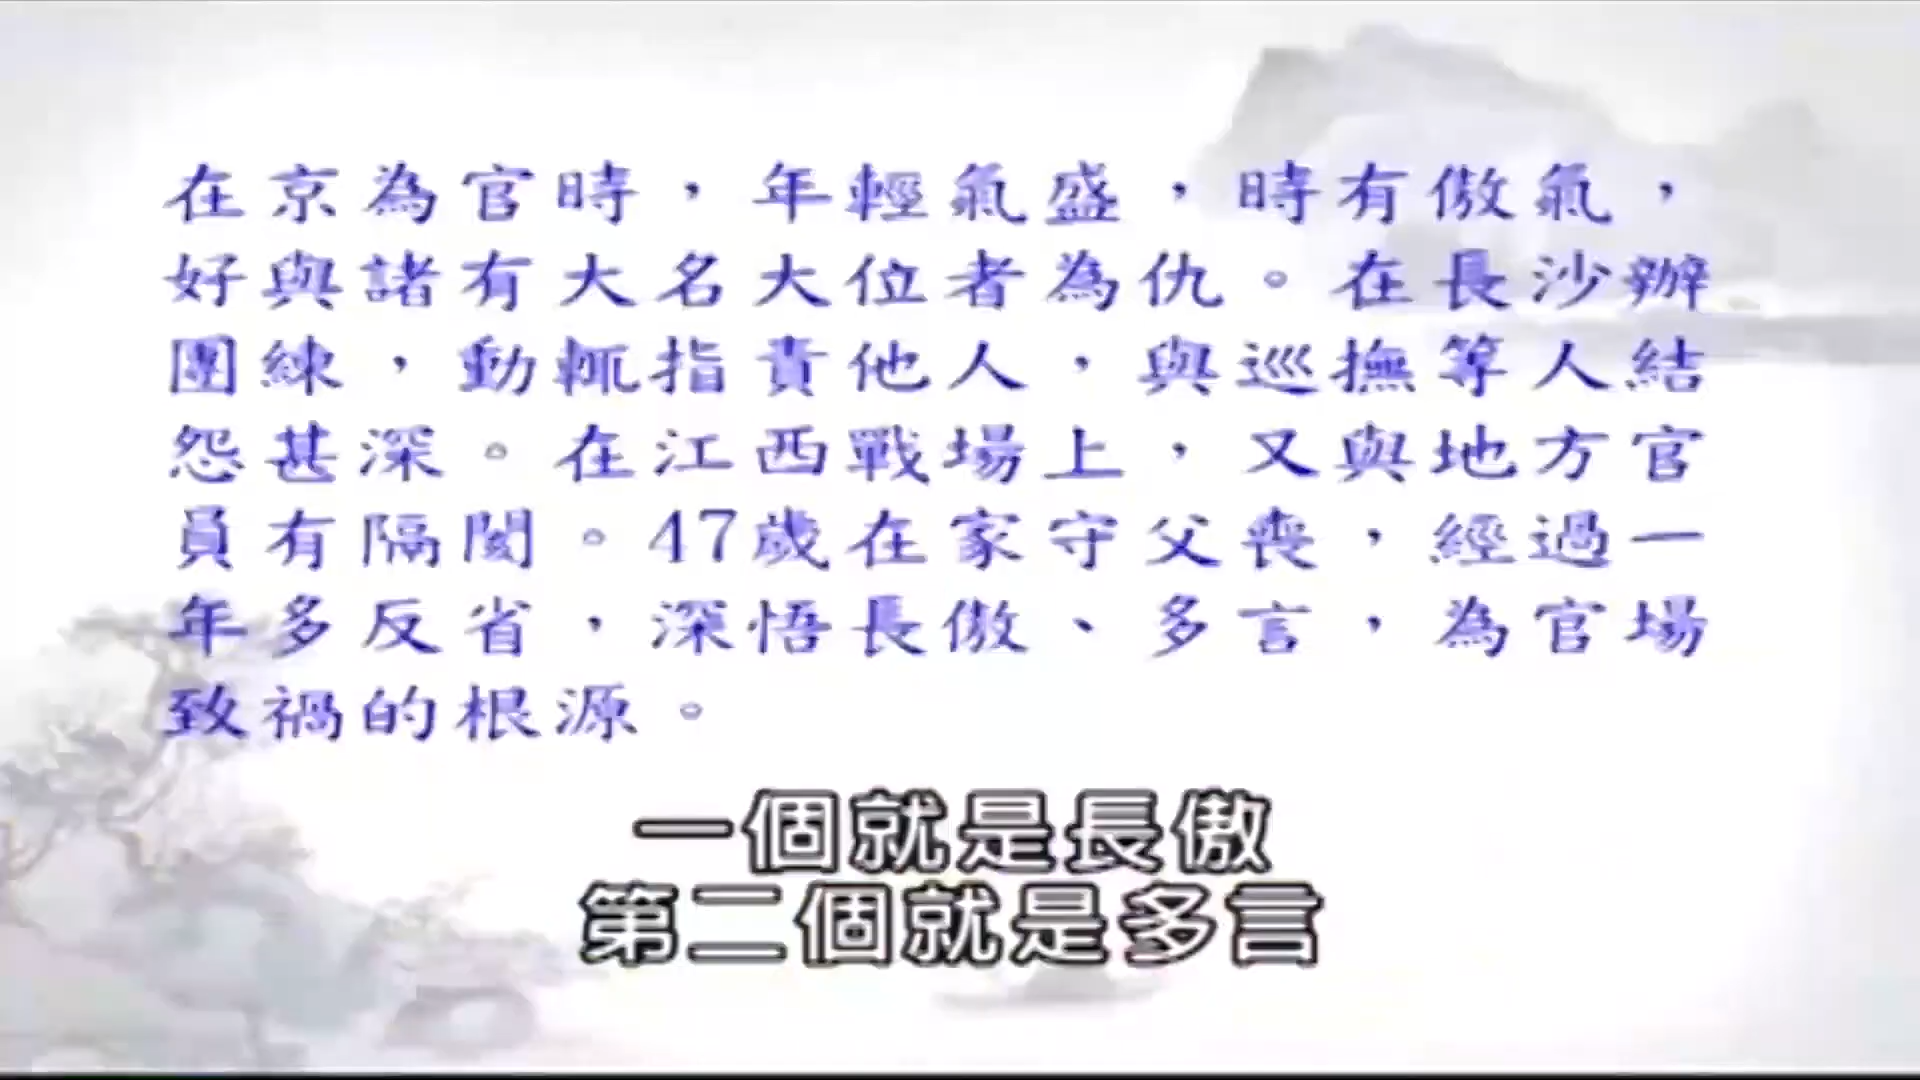 在京為官時，年輕氣盛，時有傲氣，
好與諸有大名大位者為仇。在長沙辦
團練，動輒指責他人，與巡撫等人結
怨甚深。在江西戰場上，又與地方官
員有隔閡。47歲在家守父喪，經過一
年多反省，深悟長傲、多言，為官場
致禍的根源。
一個就是長傲
第二個就是多言